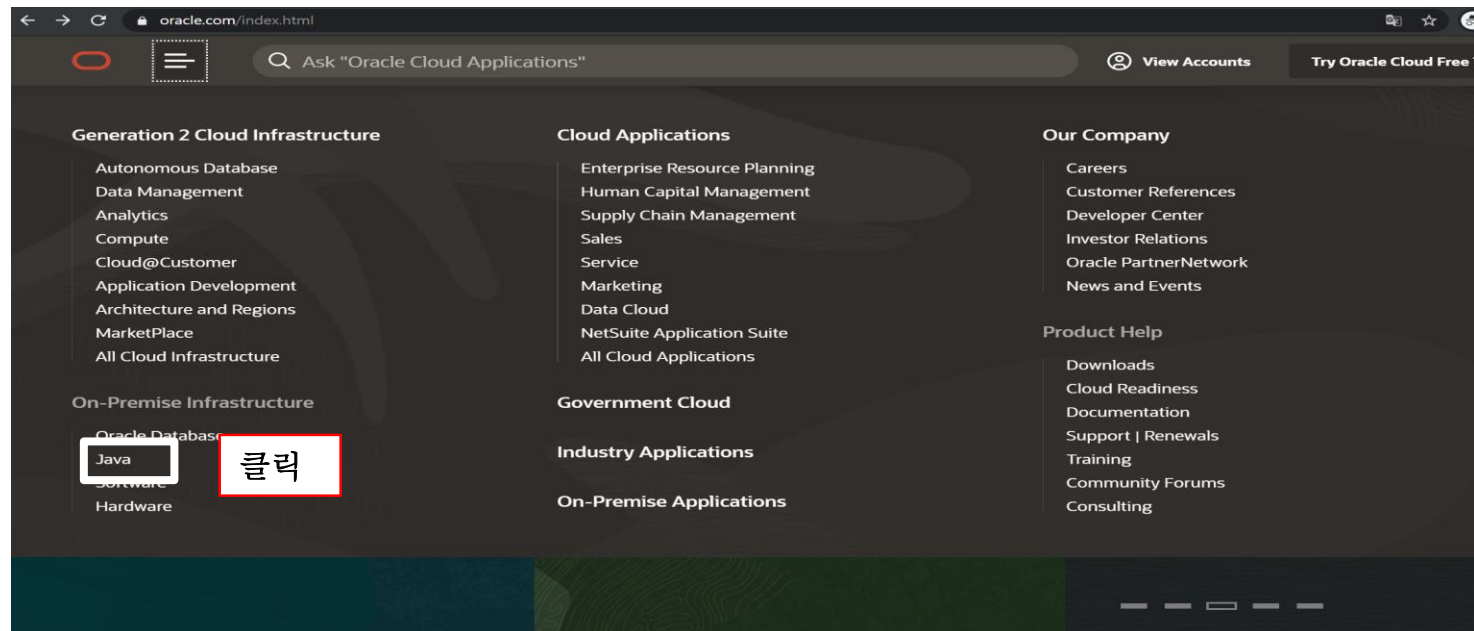 oracle.com/index.html
Ask "Oracle Cloud Applications"
View Accounts
Try Oracle Cloud Free
Generation 2 Cloud Infrastructure
Autonomous Database
Data Management
Analytics
Compute
Cloud@Customer
Application Development
Architecture and Regions
MarketPlace
All Cloud Infrastructure
On-Premise Infrastructure
Oracle Database
Java
클릭
Software
Hardware
Cloud Applications
Enterprise Resource Planning
Human Capital Management
Supply Chain Management
Sales
Service
Marketing
Data Cloud
NetSuite Application Suite
All Cloud Applications
Government Cloud
Industry Applications
On-Premise Applications
Our Company
Careers
Customer References
Developer Center
Investor Relations
Oracle PartnerNetwork
News and Events
Product Help
Downloads
Cloud Readiness
Documentation
Support | Renewals
Training
Community Forums
Consulting